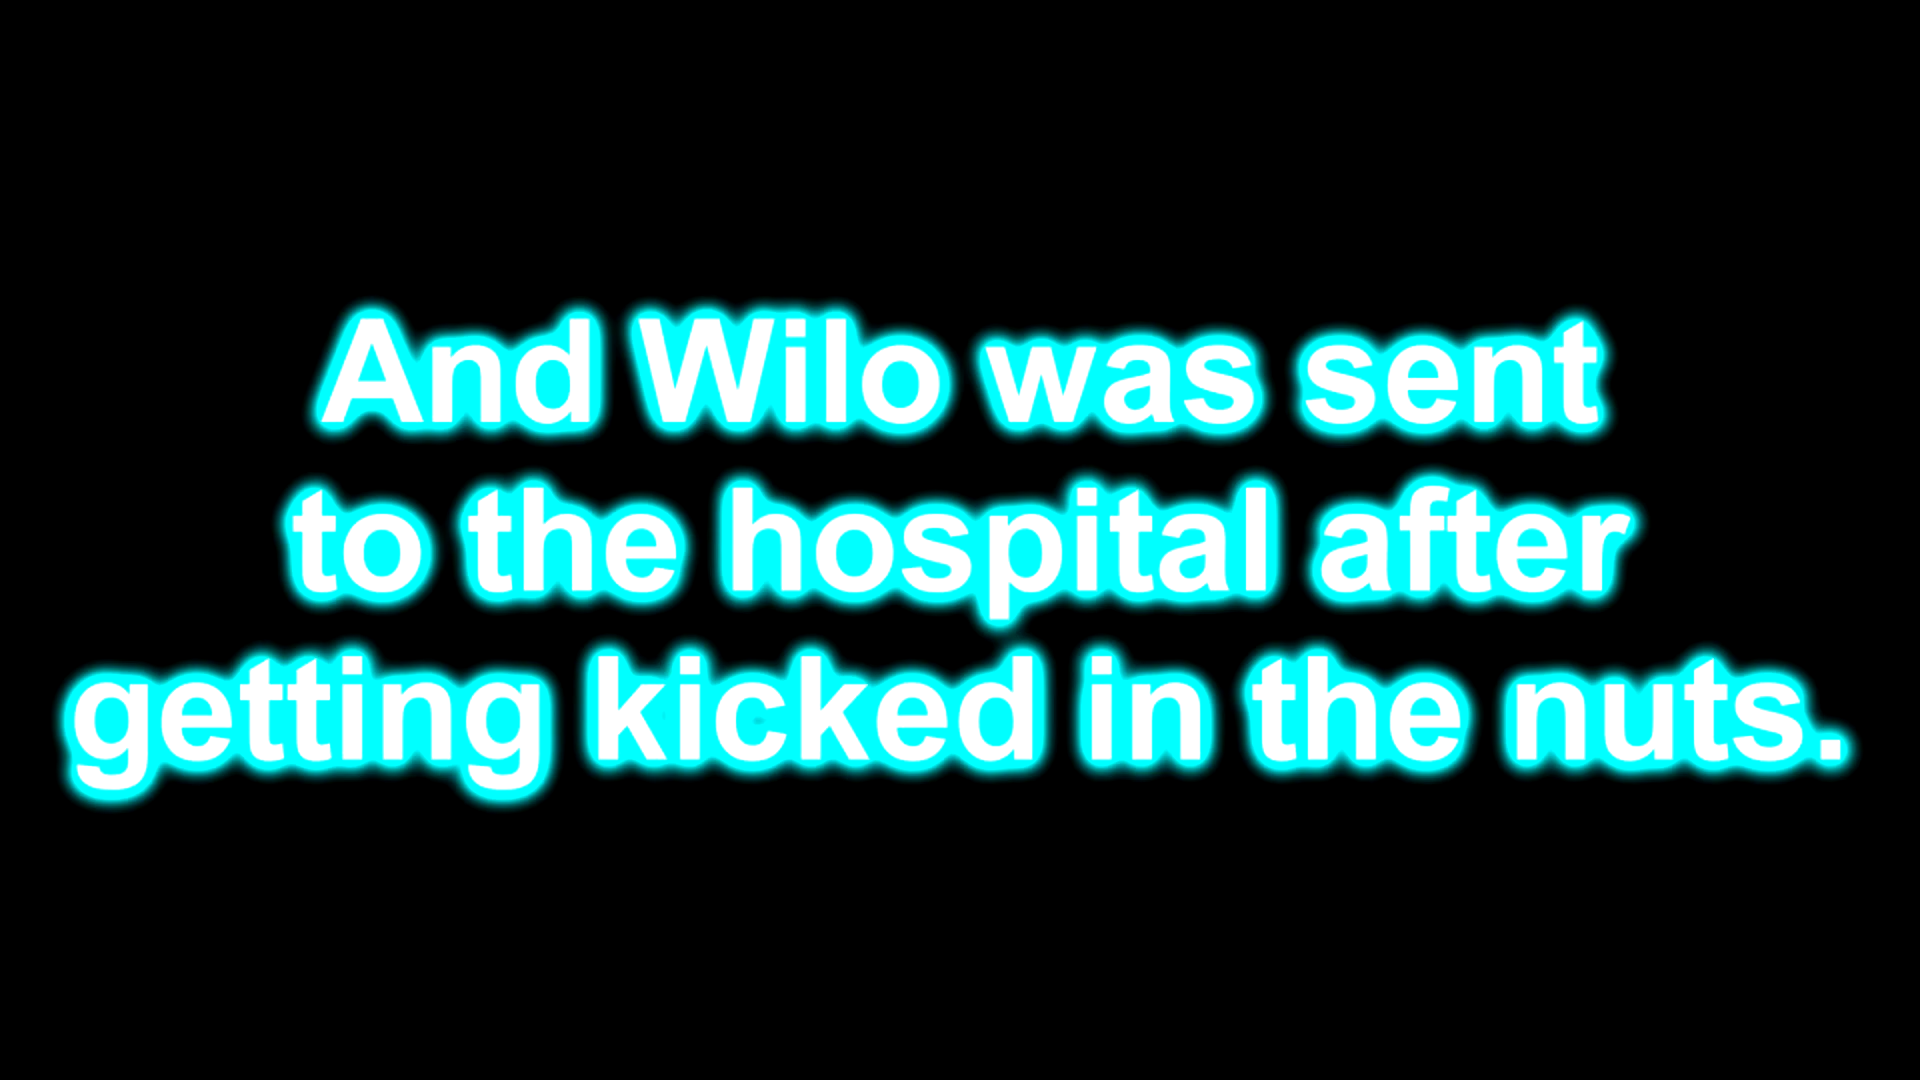 And Wilo was sent
to the hospital after
getting kicked in the nuts.